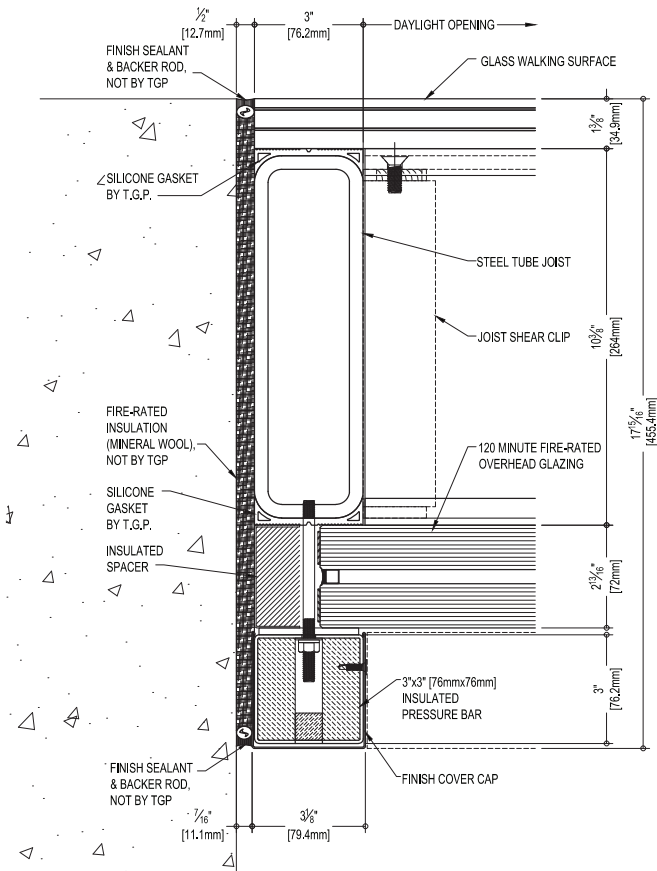 ½"
[12.7mm]
3"
[76.2mm]
DAYLIGHT OPENING
FINISH SEALANT
& BACKER ROD,
NOT BY TGP
GLASS WALKING SURFACE
1⅜"
[34.9mm]
SILICONE GASKET
BY T.G.P.
STEEL TUBE JOIST
JOIST SHEAR CLIP
10⅜"
[264mm]
17¹⁵⁄₁₆"
[455.4mm]
FIRE-RATED
INSULATION
(MINERAL WOOL),
NOT BY TGP
120 MINUTE FIRE-RATED
OVERHEAD GLAZING
SILICONE
GASKET
BY T.G.P.
INSULATED
SPACER
2¹³⁄₁₆"
[72mm]
3"x3" [76mmx76mm]
INSULATED
PRESSURE BAR
3"
[76.2mm]
FINISH SEALANT
& BACKER ROD,
NOT BY TGP
FINISH COVER CAP
⁷⁄₁₆"
[11.1mm]
3⅛"
[79.4mm]